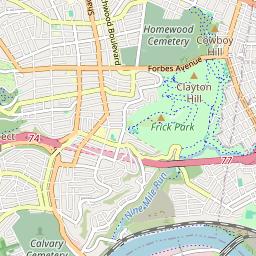 Homewood
Cemetery
Cowboy
Hill
Forbes Avenue
Clayton
Hill
Frick Park
74
77
Nine Mile Run
Calvary
Cemetery